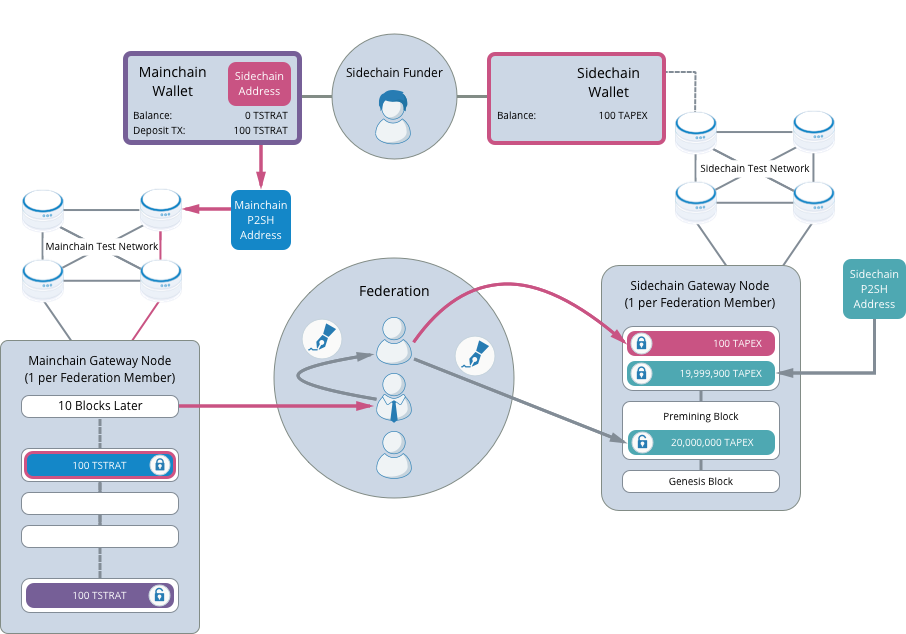 Mainchain
Wallet
Sidechain
Address
Balance: 0 TSTRAT
Deposit TX: 100 TSTRAT
Sidechain Funder
Sidechain
Wallet
Balance: 100 TAPEX
Mainchain
P2SH
Address
Mainchain Test Network
Sidechain Test Network
Federation
Sidechain Gateway Node
(1 per Federation Member)
100 TAPEX
19,999,900 TAPEX
Premining Block
20,000,000 TAPEX
Genesis Block
Sidechain
P2SH
Address
Mainchain Gateway Node
(1 per Federation Member)
10 Blocks Later
100 TSTRAT
100 TSTRAT